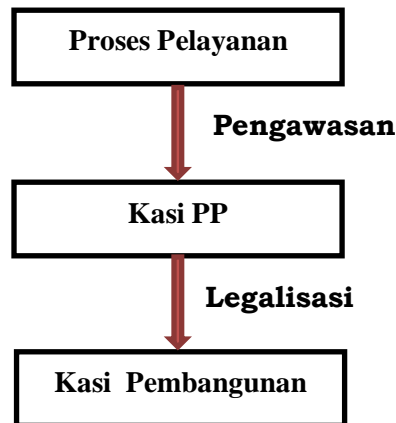 Proses Pelayanan
Pengawasan
Kasi PP
Legalisasi
Kasi Pembangunan